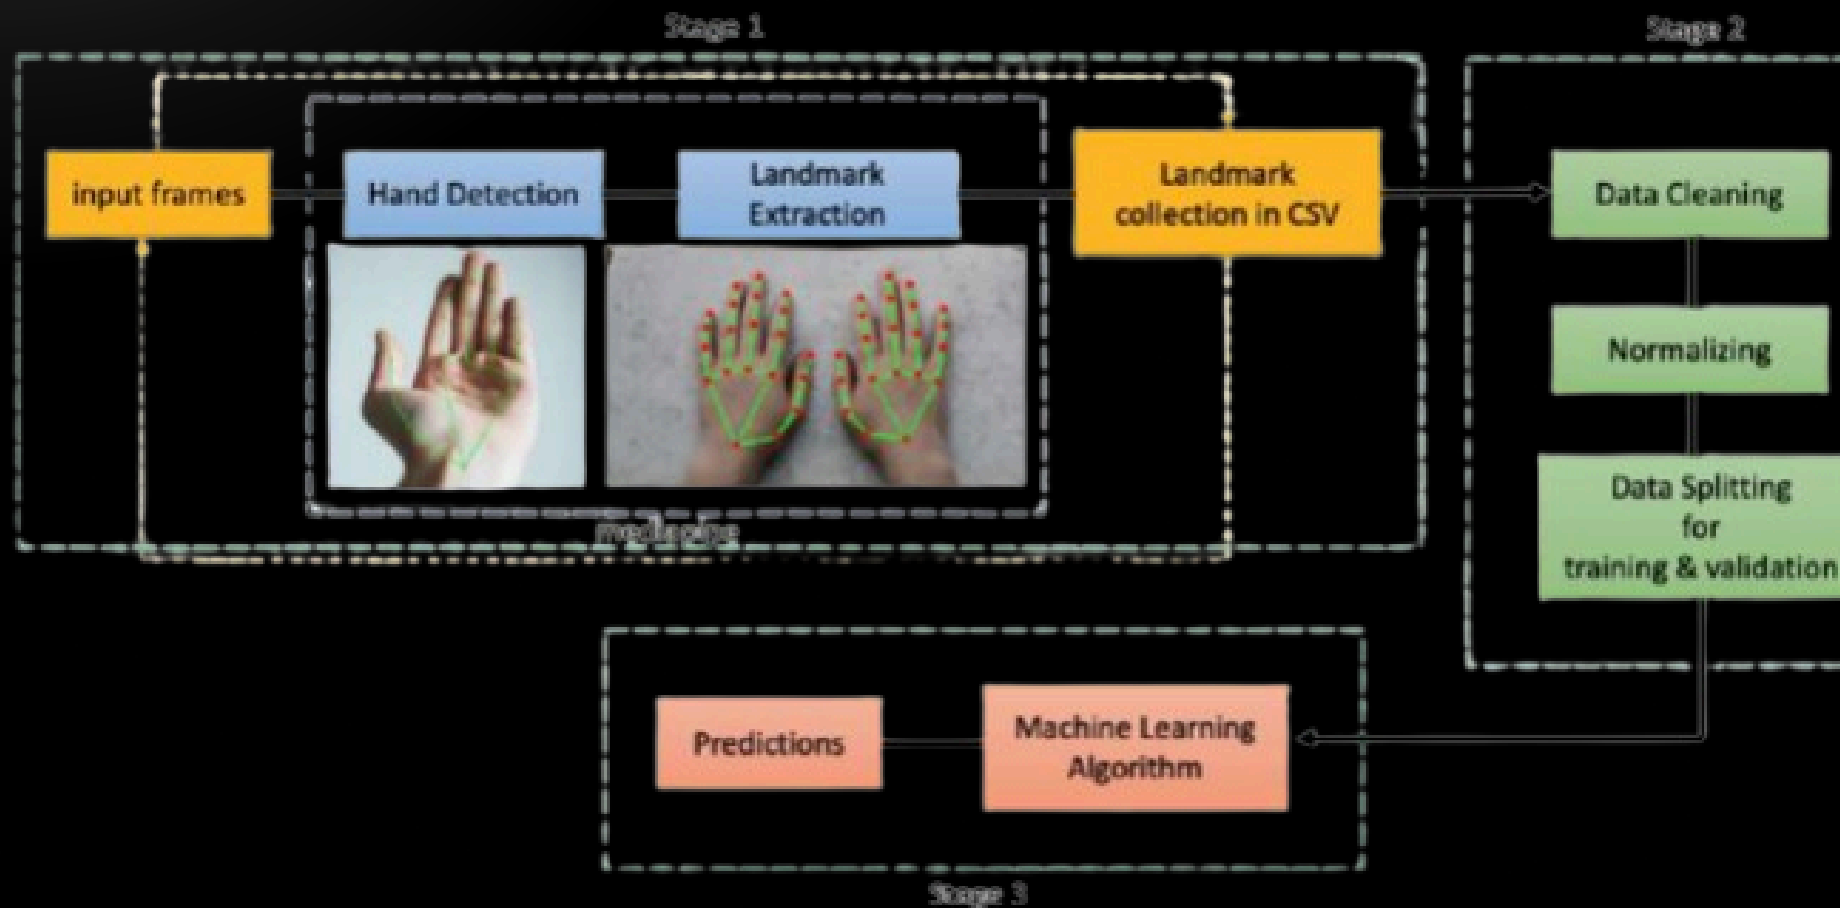 Stage 1
Stage 2
input frames
Hand Detection
Landmark
Extraction
Landmark
collection in CSV
mediapipe
Data Cleaning
Normalizing
Data Splitting
for
training & validation
Machine Learning
Algorithm
Predictions
Stage 3